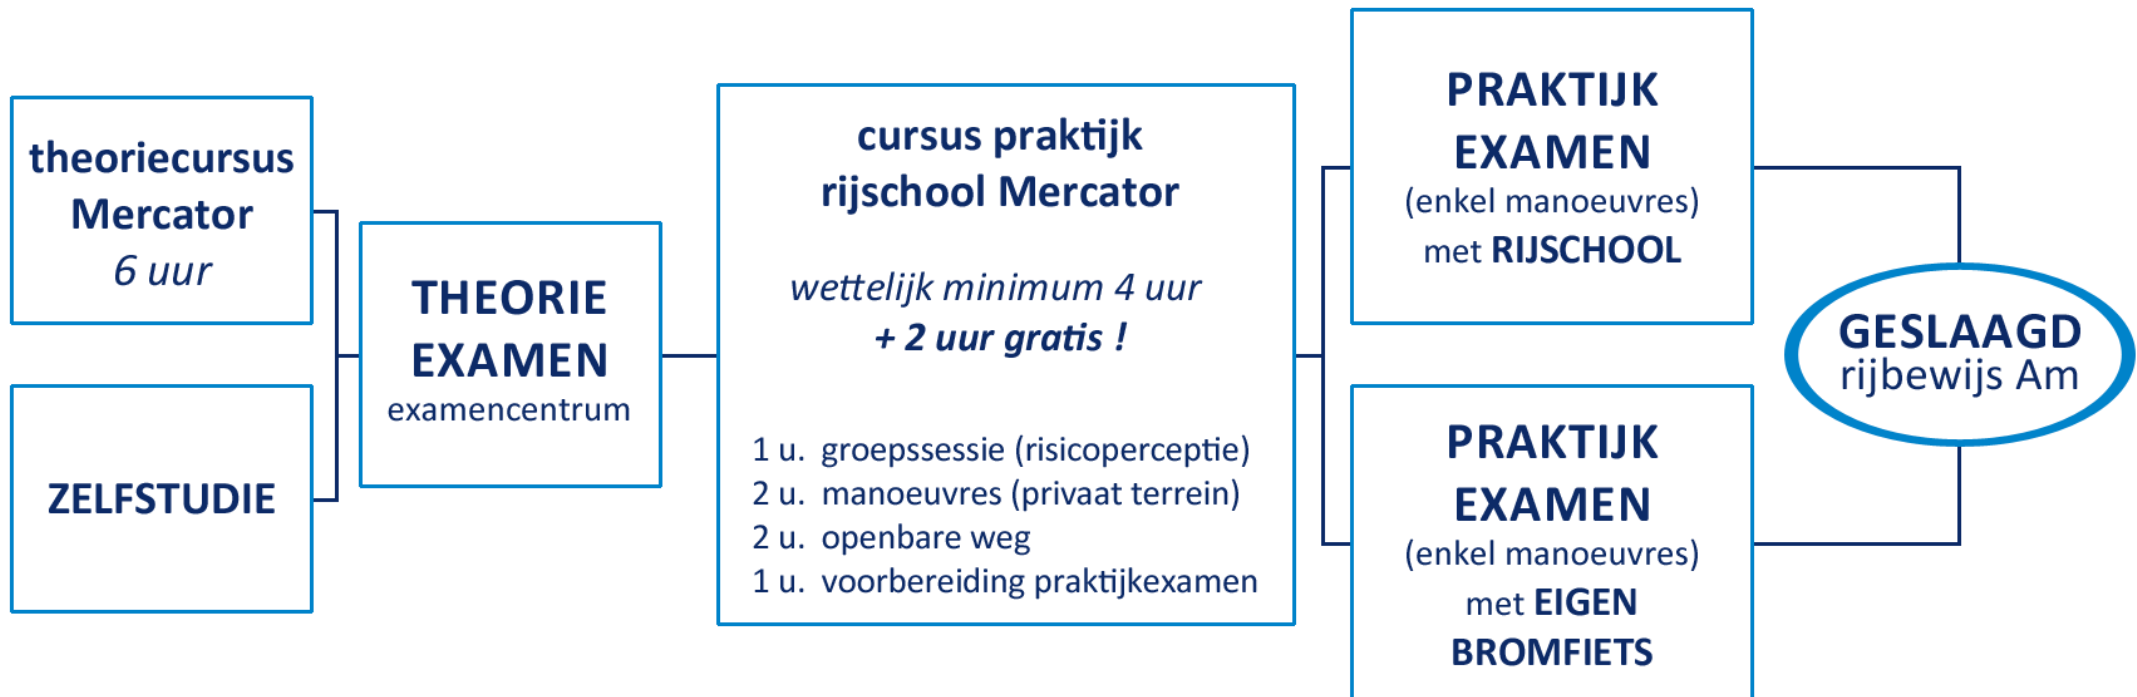 theoriecursus
Mercator
6 uur
ZELFSTUDIE
THEORIE
EXAMEN
examencentrum
cursus praktijk
rijschool Mercator
wettelijk minimum 4 uur
+ 2 uur gratis !
1 u. groepssessie (risicoperceptie)
2 u. manoeuvres (privaat terrein)
2 u. openbare weg
1 u. voorbereiding praktijkexamen
PRAKTIJK
EXAMEN
(enkel manoeuvres)
met RIJSCHOOL
PRAKTIJK
EXAMEN
(enkel manoeuvres)
met EIGEN
BROMFIETS
GESLAAGD
rijbewijs Am